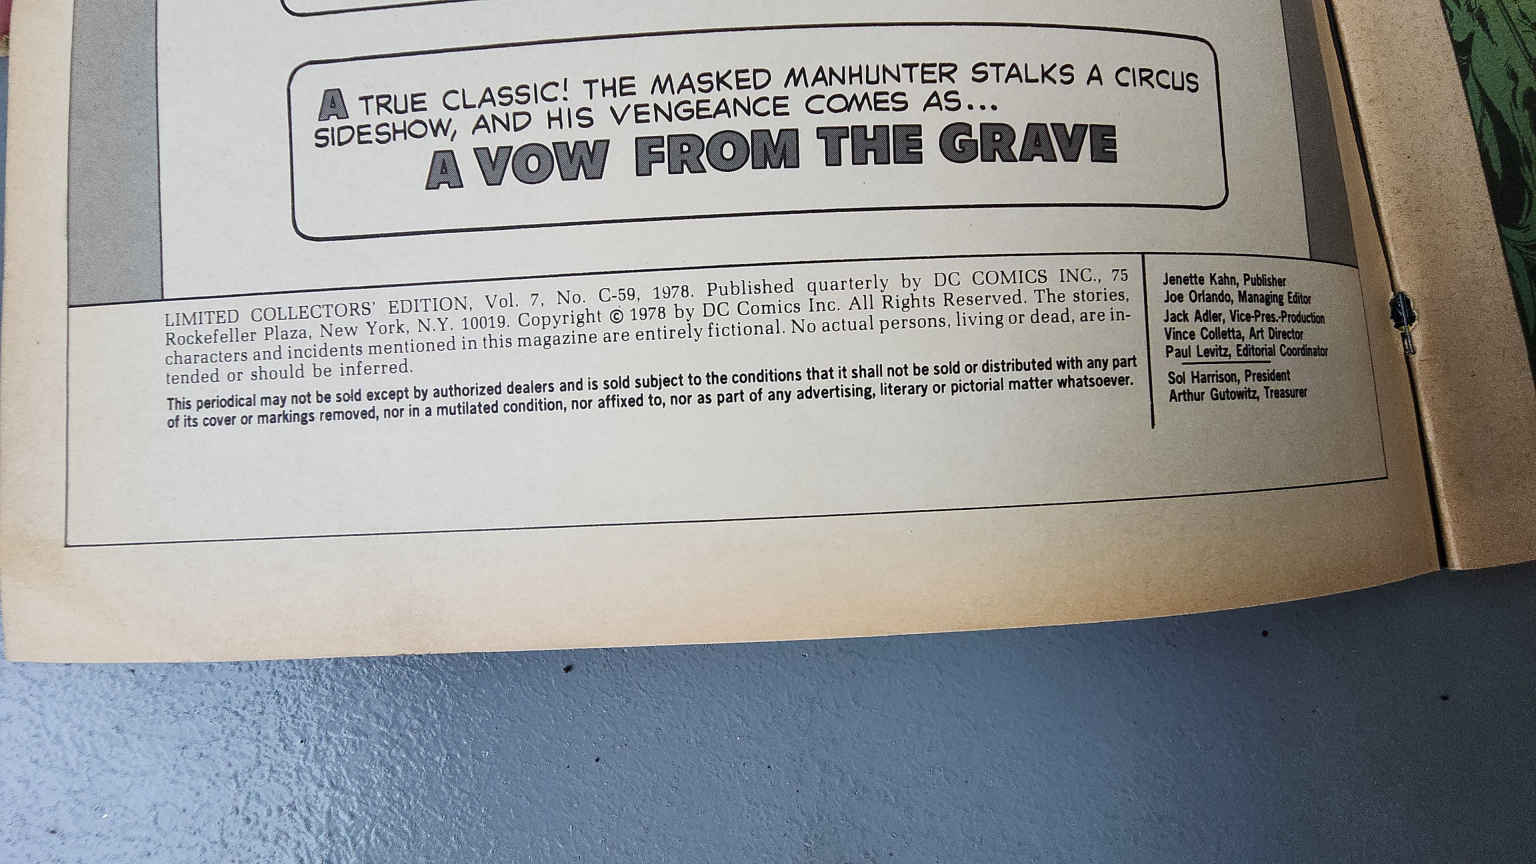 A TRUE CLASSIC! THE MASKED MANHUNTER STALKS A CIRCUS
SIDESHOW, AND HIS VENGEANCE COMES AS...
A VOW FROM THE GRAVE
LIMITED COLLECTORS' EDITION, Vol. 7, No. C-59, 1978. Published quarterly by DC COMICS INC., 75
Rockefeller Plaza, New York, N.Y. 10019. Copyright © 1978 by DC Comics Inc. All Rights Reserved. The stories,
characters and incidents mentioned in this magazine are entirely fictional. No actual persons, living or dead, are in-
tended or should be inferred.
This periodical may not be sold except by authorized dealers and is sold subject to the conditions that it shall not be sold or distributed with any part
of its cover or markings removed, nor in a mutilated condition, nor affixed to, nor as part of any advertising, literary or pictorial matter whatsoever.
Jenette Kahn, Publisher
Joe Orlando, Managing Editor
Jack Adler, Vice-Pres.-Production
Vince Colletta, Art Director
Paul Levitz, Editorial Coordinator
Sol Harrison, President
Arthur Gutowitz, Treasurer